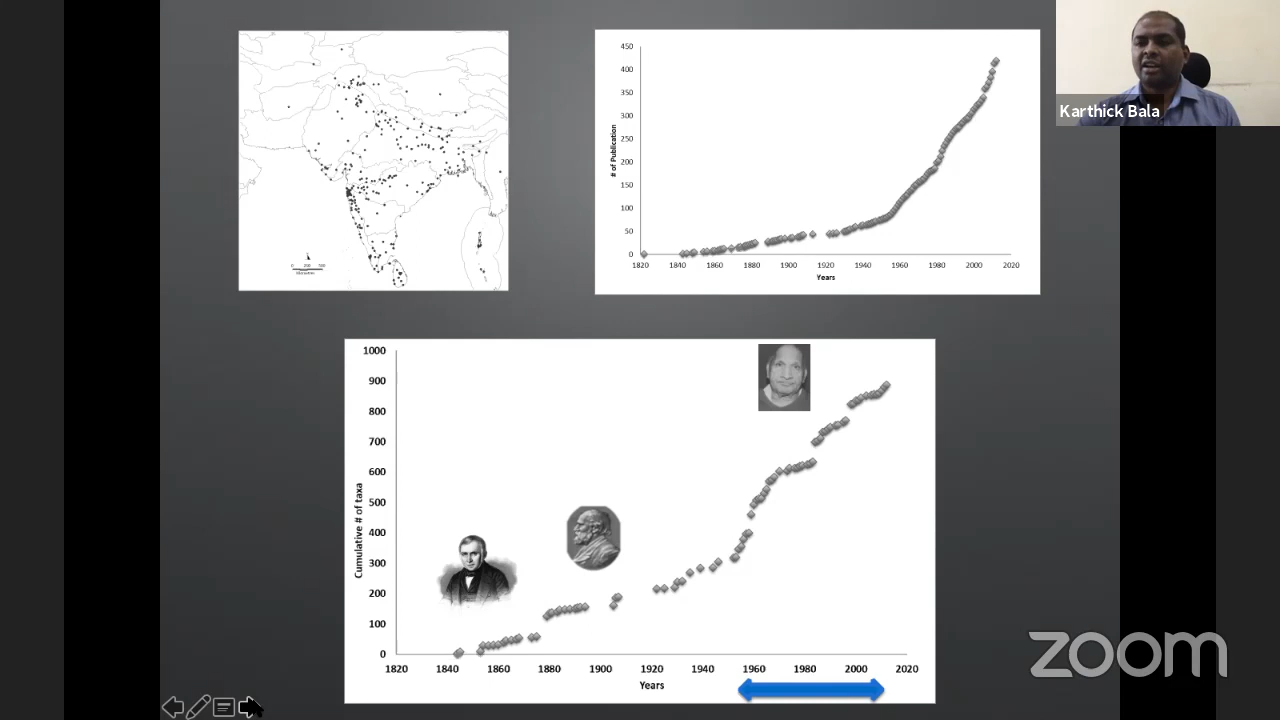 Karthick Bala
450
400
350
300
250
200
150
100
50
0
# of Publication
1820 1840 1860 1880 1900 1920 1940 1960 1980 2000 2020
Years
1000
900
800
700
600
500
400
300
200
100
0
Cumulative # of taxa
1820 1840 1860 1880 1900 1920 1940 1960 1980 2000 2020
Years
zoom